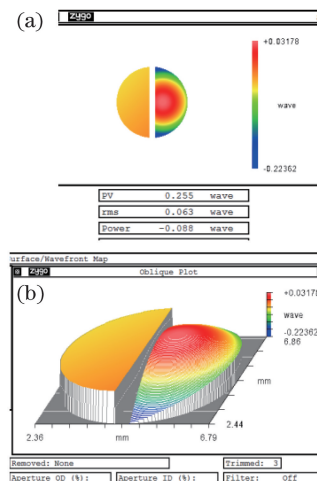 (a)
zygo
+0.03178
wave
-0.22362
PV 0.255 wave
rms 0.063 wave
Power -0.088 wave
urface/Wavefront Map
zygo Oblique Plot
(b)
+0.03178
wave
-0.22362
6.86
mm
2.44
2.36 mm 6.79
Removed: None Trimmed: 3
Aperture OD (%): Aperture ID (%): Filter: Off